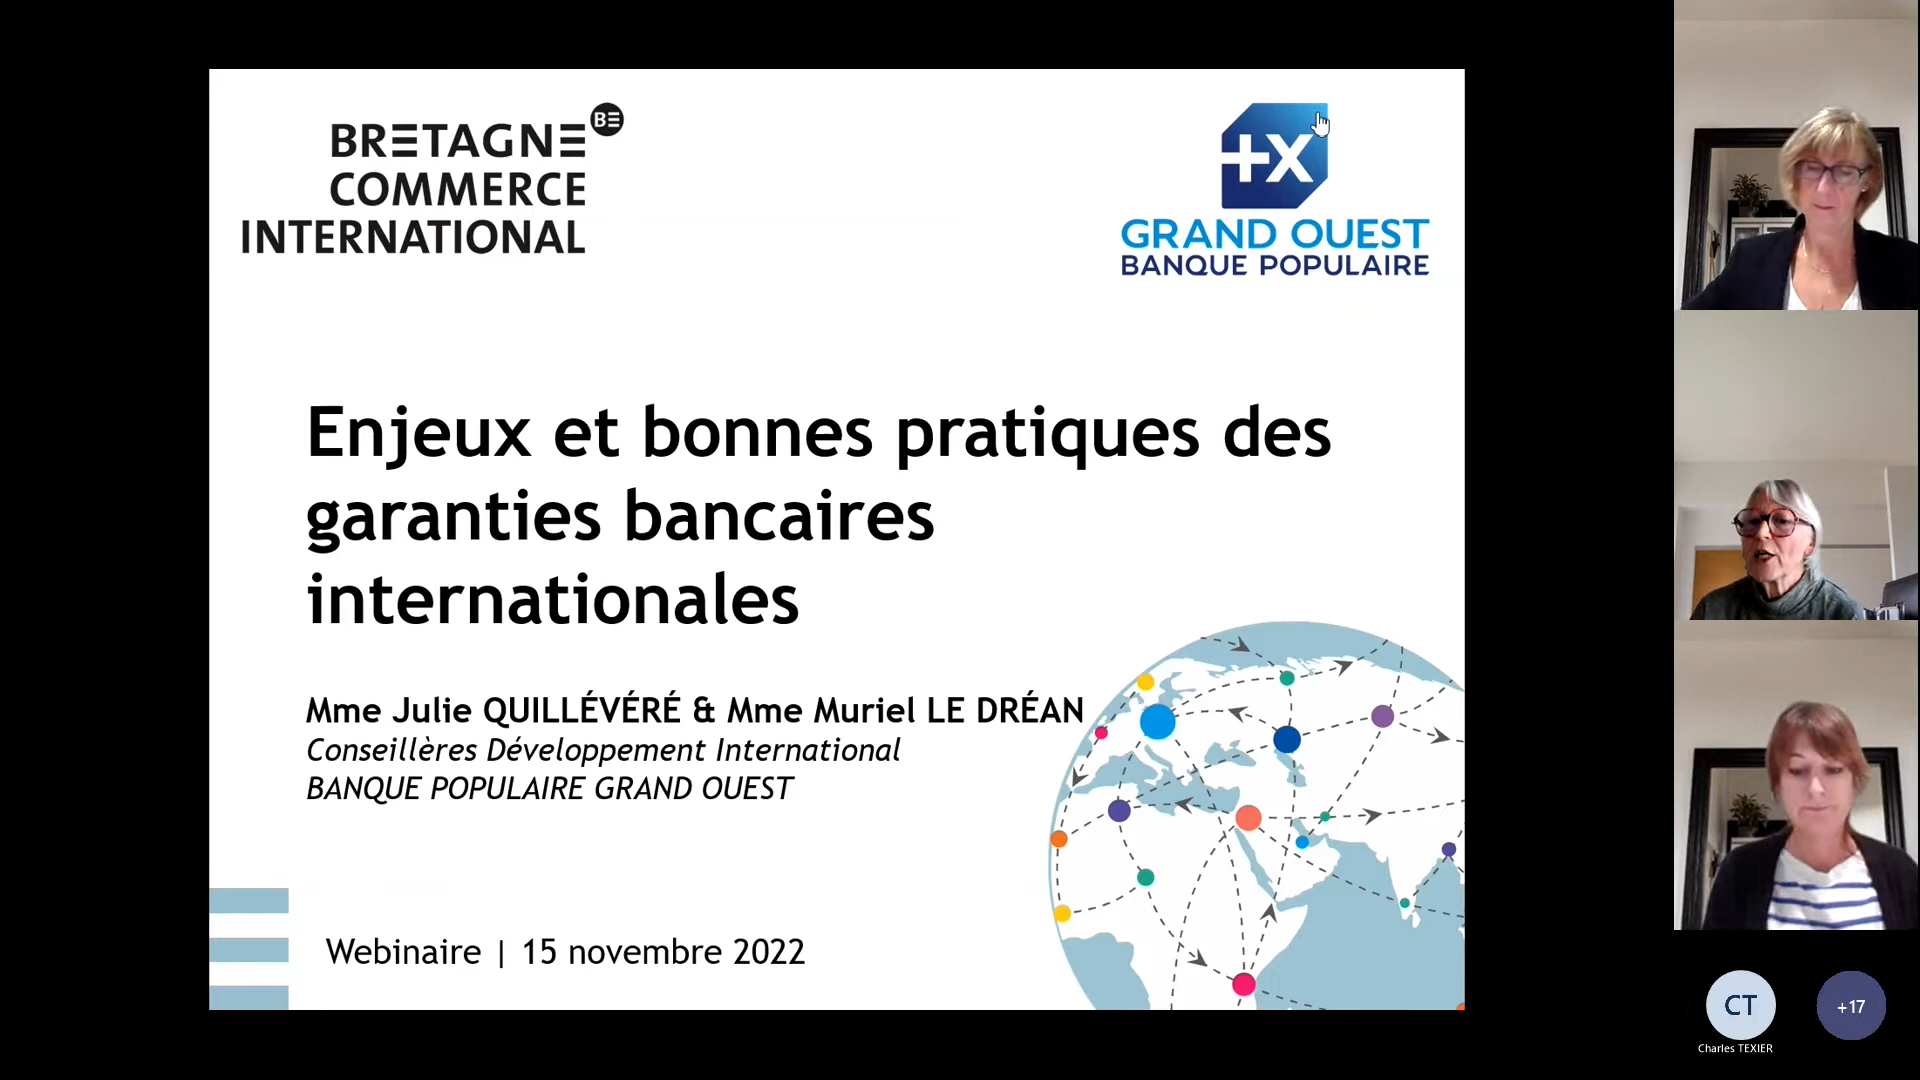 BRETAGNE BE
COMMERCE
INTERNATIONAL
+X
GRAND OUEST
BANQUE POPULAIRE
Enjeux et bonnes pratiques des
garanties bancaires
internationales
Mme Julie QUILLÉVÉRÉ & Mme Muriel LE DRÉAN
Conseillères Développement International
BANQUE POPULAIRE GRAND OUEST
Webinaire | 15 novembre 2022
CT
+17
Charles TEXIER